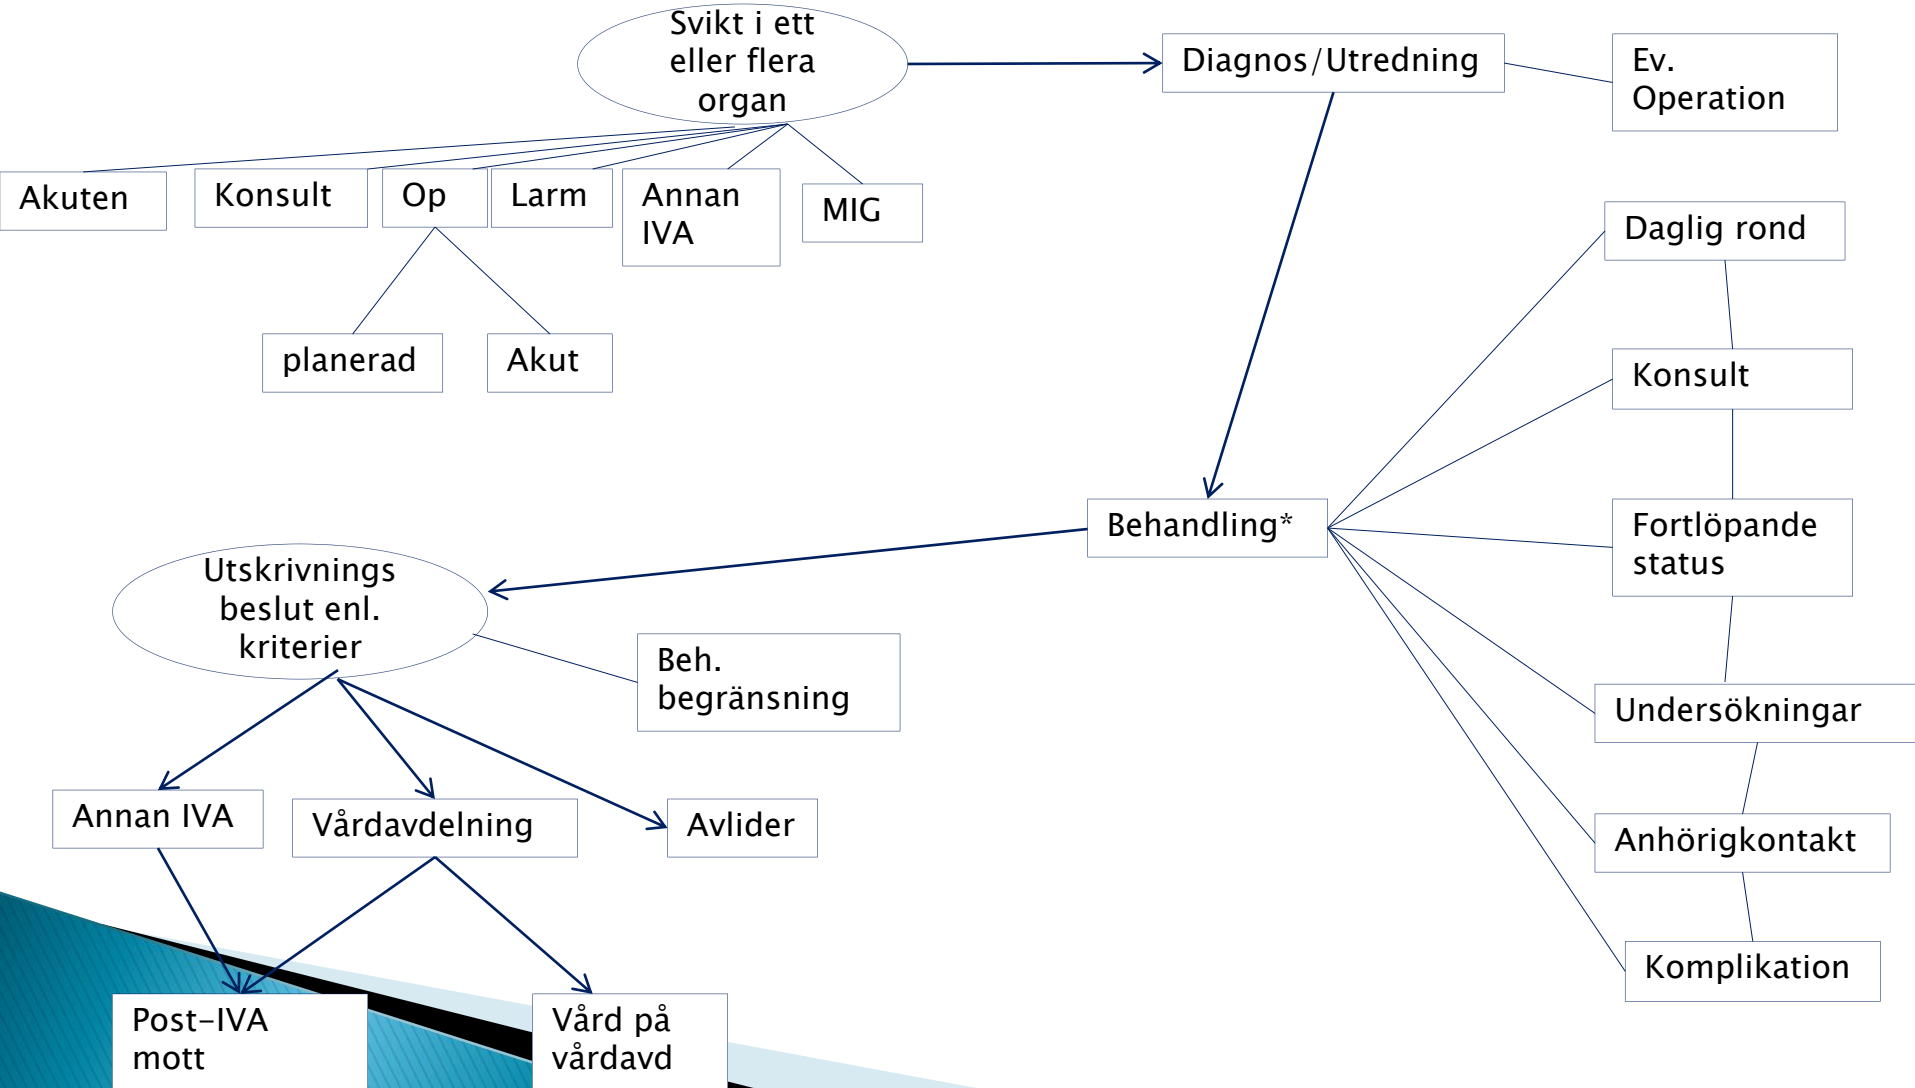 Svikt i ett
eller flera
organ
Diagnos/Utredning
Ev.
Operation
Akuten
Konsult
Op
Larm
Annan
IVA
MIG
planerad
Akut
Daglig rond
Konsult
Fortlöpande
status
Behandling*
Utskrivnings
beslut enl.
kriterier
Beh.
begränsning
Undersökningar
Annan IVA
Vårdavdelning
Avlider
Anhörigkontakt
Komplikation
Post-IVA
mott
Vård på
vårdavd